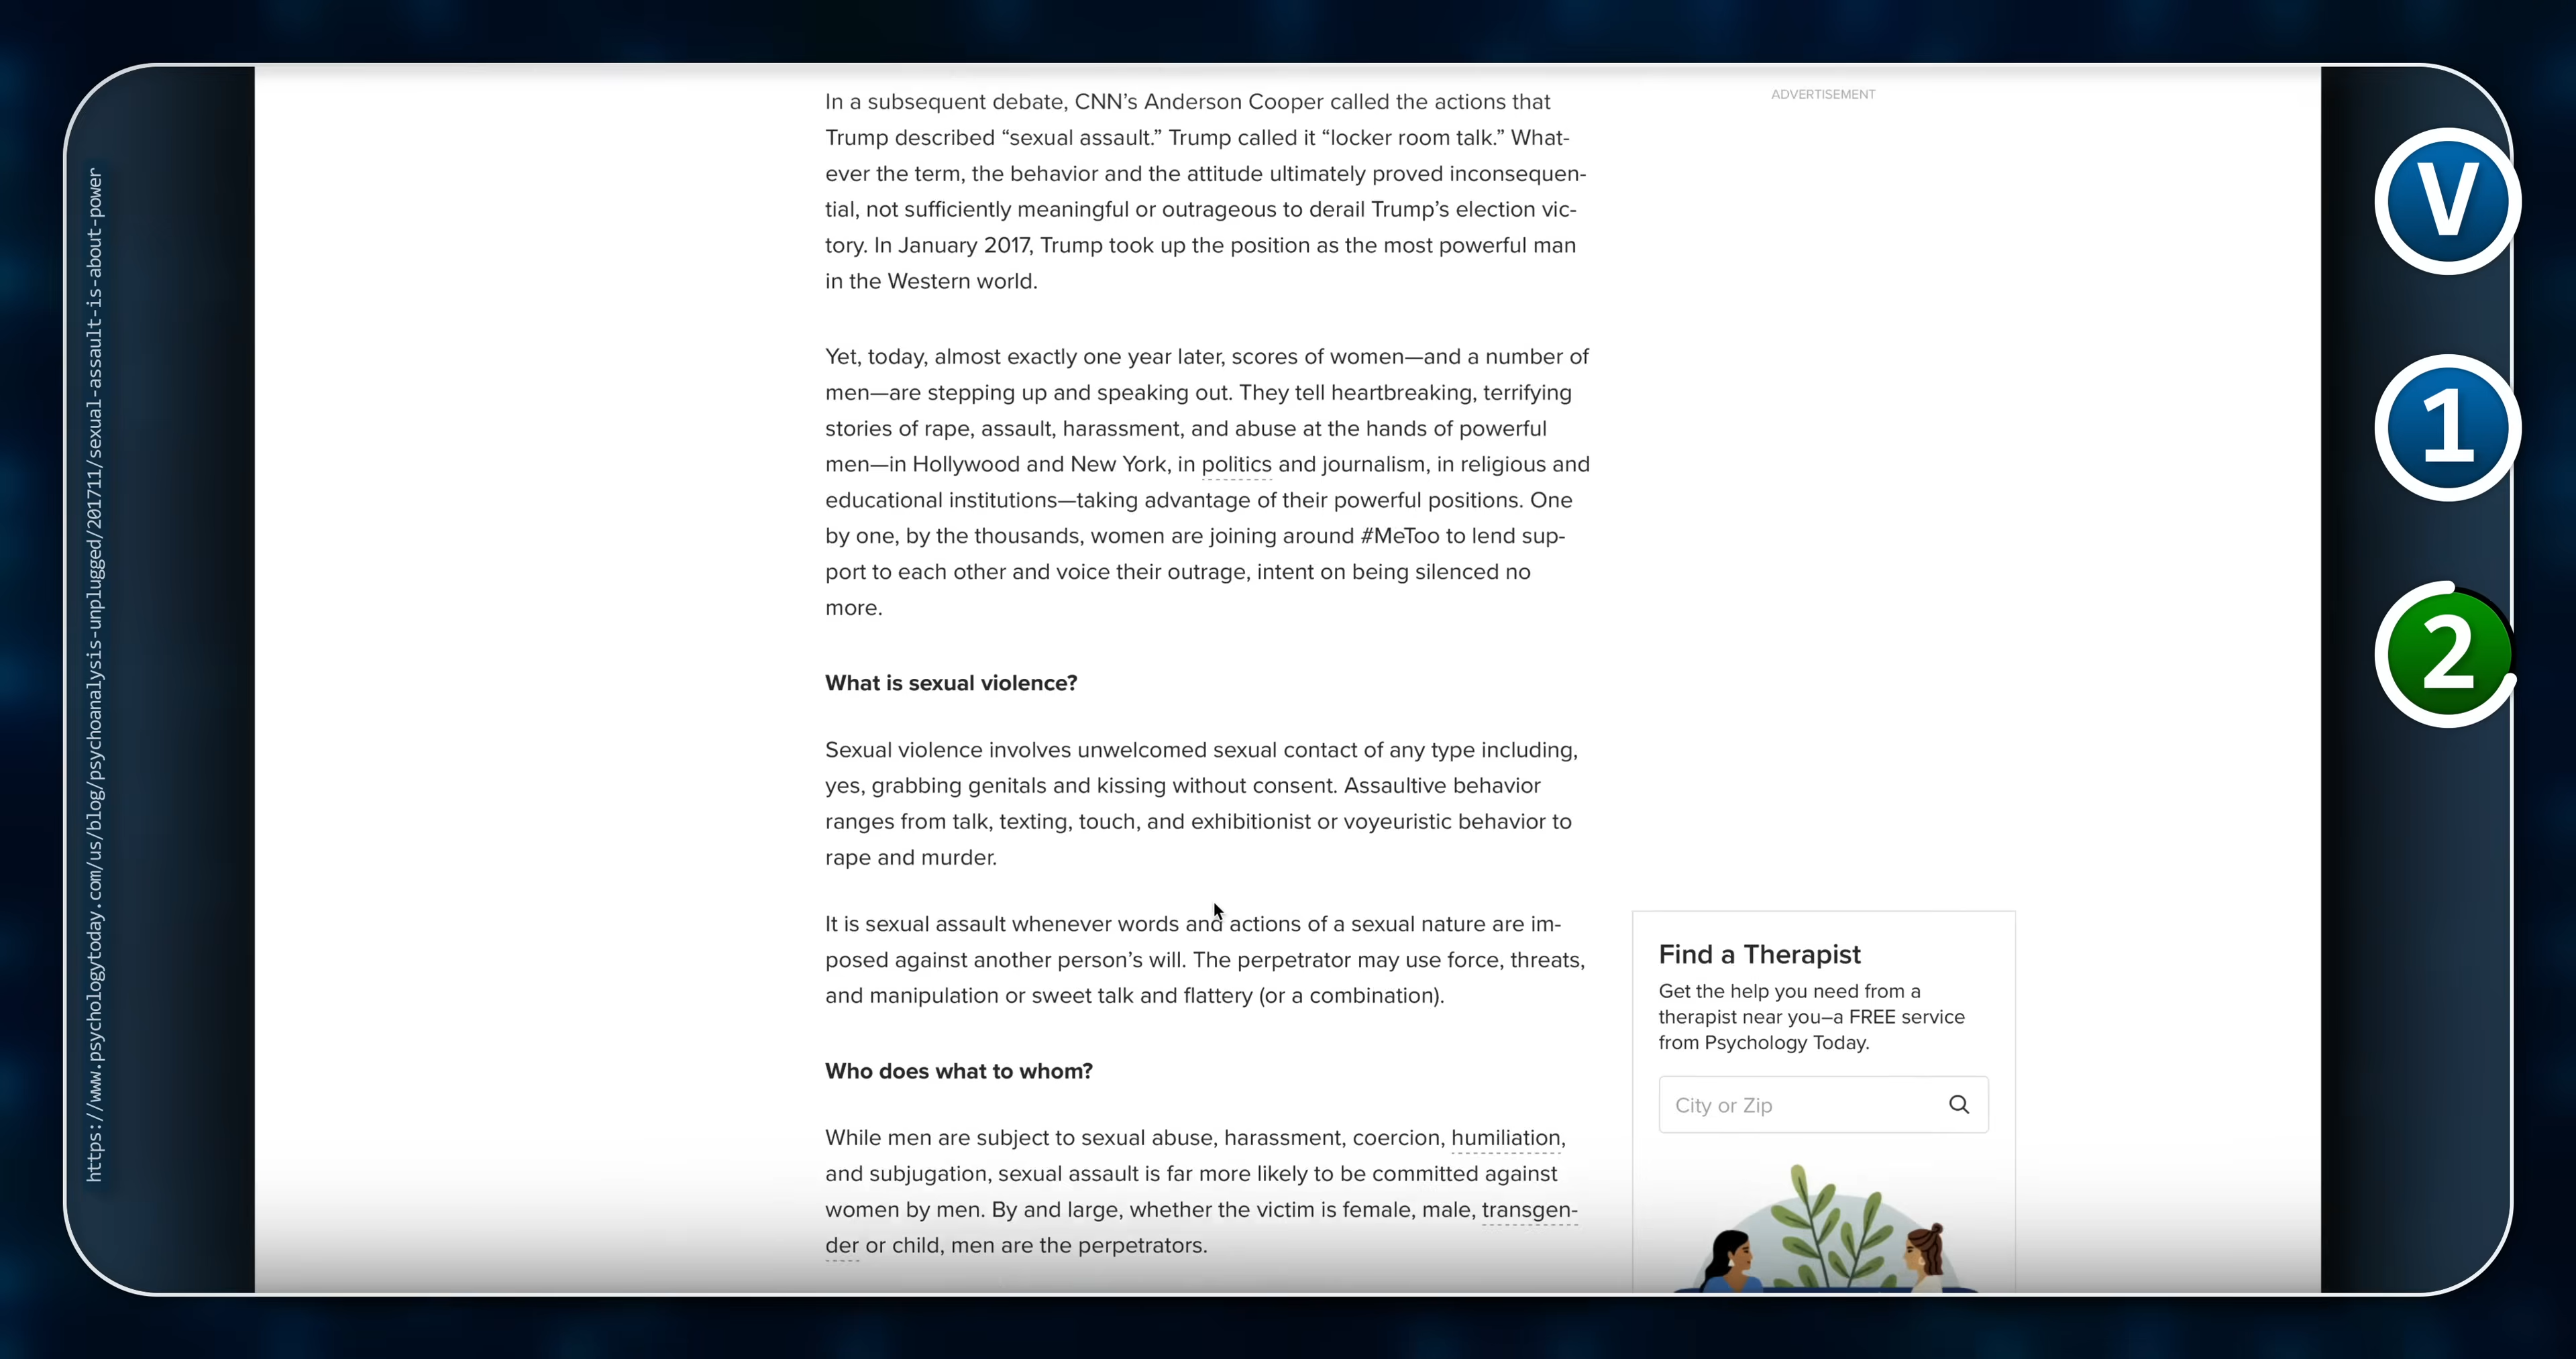 https://www.psychologytoday.com/us/blog/psychoanalysis-unplugged/201711/sexual-assault-is-about-power
In a subsequent debate, CNN’s Anderson Cooper called the actions that
Trump described “sexual assault.” Trump called it “locker room talk.” What-
ever the term, the behavior and the attitude ultimately proved inconsequen-
tial, not sufficiently meaningful or outrageous to derail Trump’s election vic-
tory. In January 2017, Trump took up the position as the most powerful man
in the Western world.
Yet, today, almost exactly one year later, scores of women—and a number of
men—are stepping up and speaking out. They tell heartbreaking, terrifying
stories of rape, assault, harassment, and abuse at the hands of powerful
men—in Hollywood and New York, in politics and journalism, in religious and
educational institutions—taking advantage of their powerful positions. One
by one, by the thousands, women are joining around #MeToo to lend sup-
port to each other and voice their outrage, intent on being silenced no
more.
What is sexual violence?
Sexual violence involves unwelcomed sexual contact of any type including,
yes, grabbing genitals and kissing without consent. Assaultive behavior
ranges from talk, texting, touch, and exhibitionist or voyeuristic behavior to
rape and murder.
It is sexual assault whenever words and actions of a sexual nature are im-
posed against another person’s will. The perpetrator may use force, threats,
and manipulation or sweet talk and flattery (or a combination).
Who does what to whom?
While men are subject to sexual abuse, harassment, coercion, humiliation,
and subjugation, sexual assault is far more likely to be committed against
women by men. By and large, whether the victim is female, male, transgen-
der or child, men are the perpetrators.
ADVERTISEMENT
Find a Therapist
Get the help you need from a
therapist near you–a FREE service
from Psychology Today.
City or Zip
V
1
2